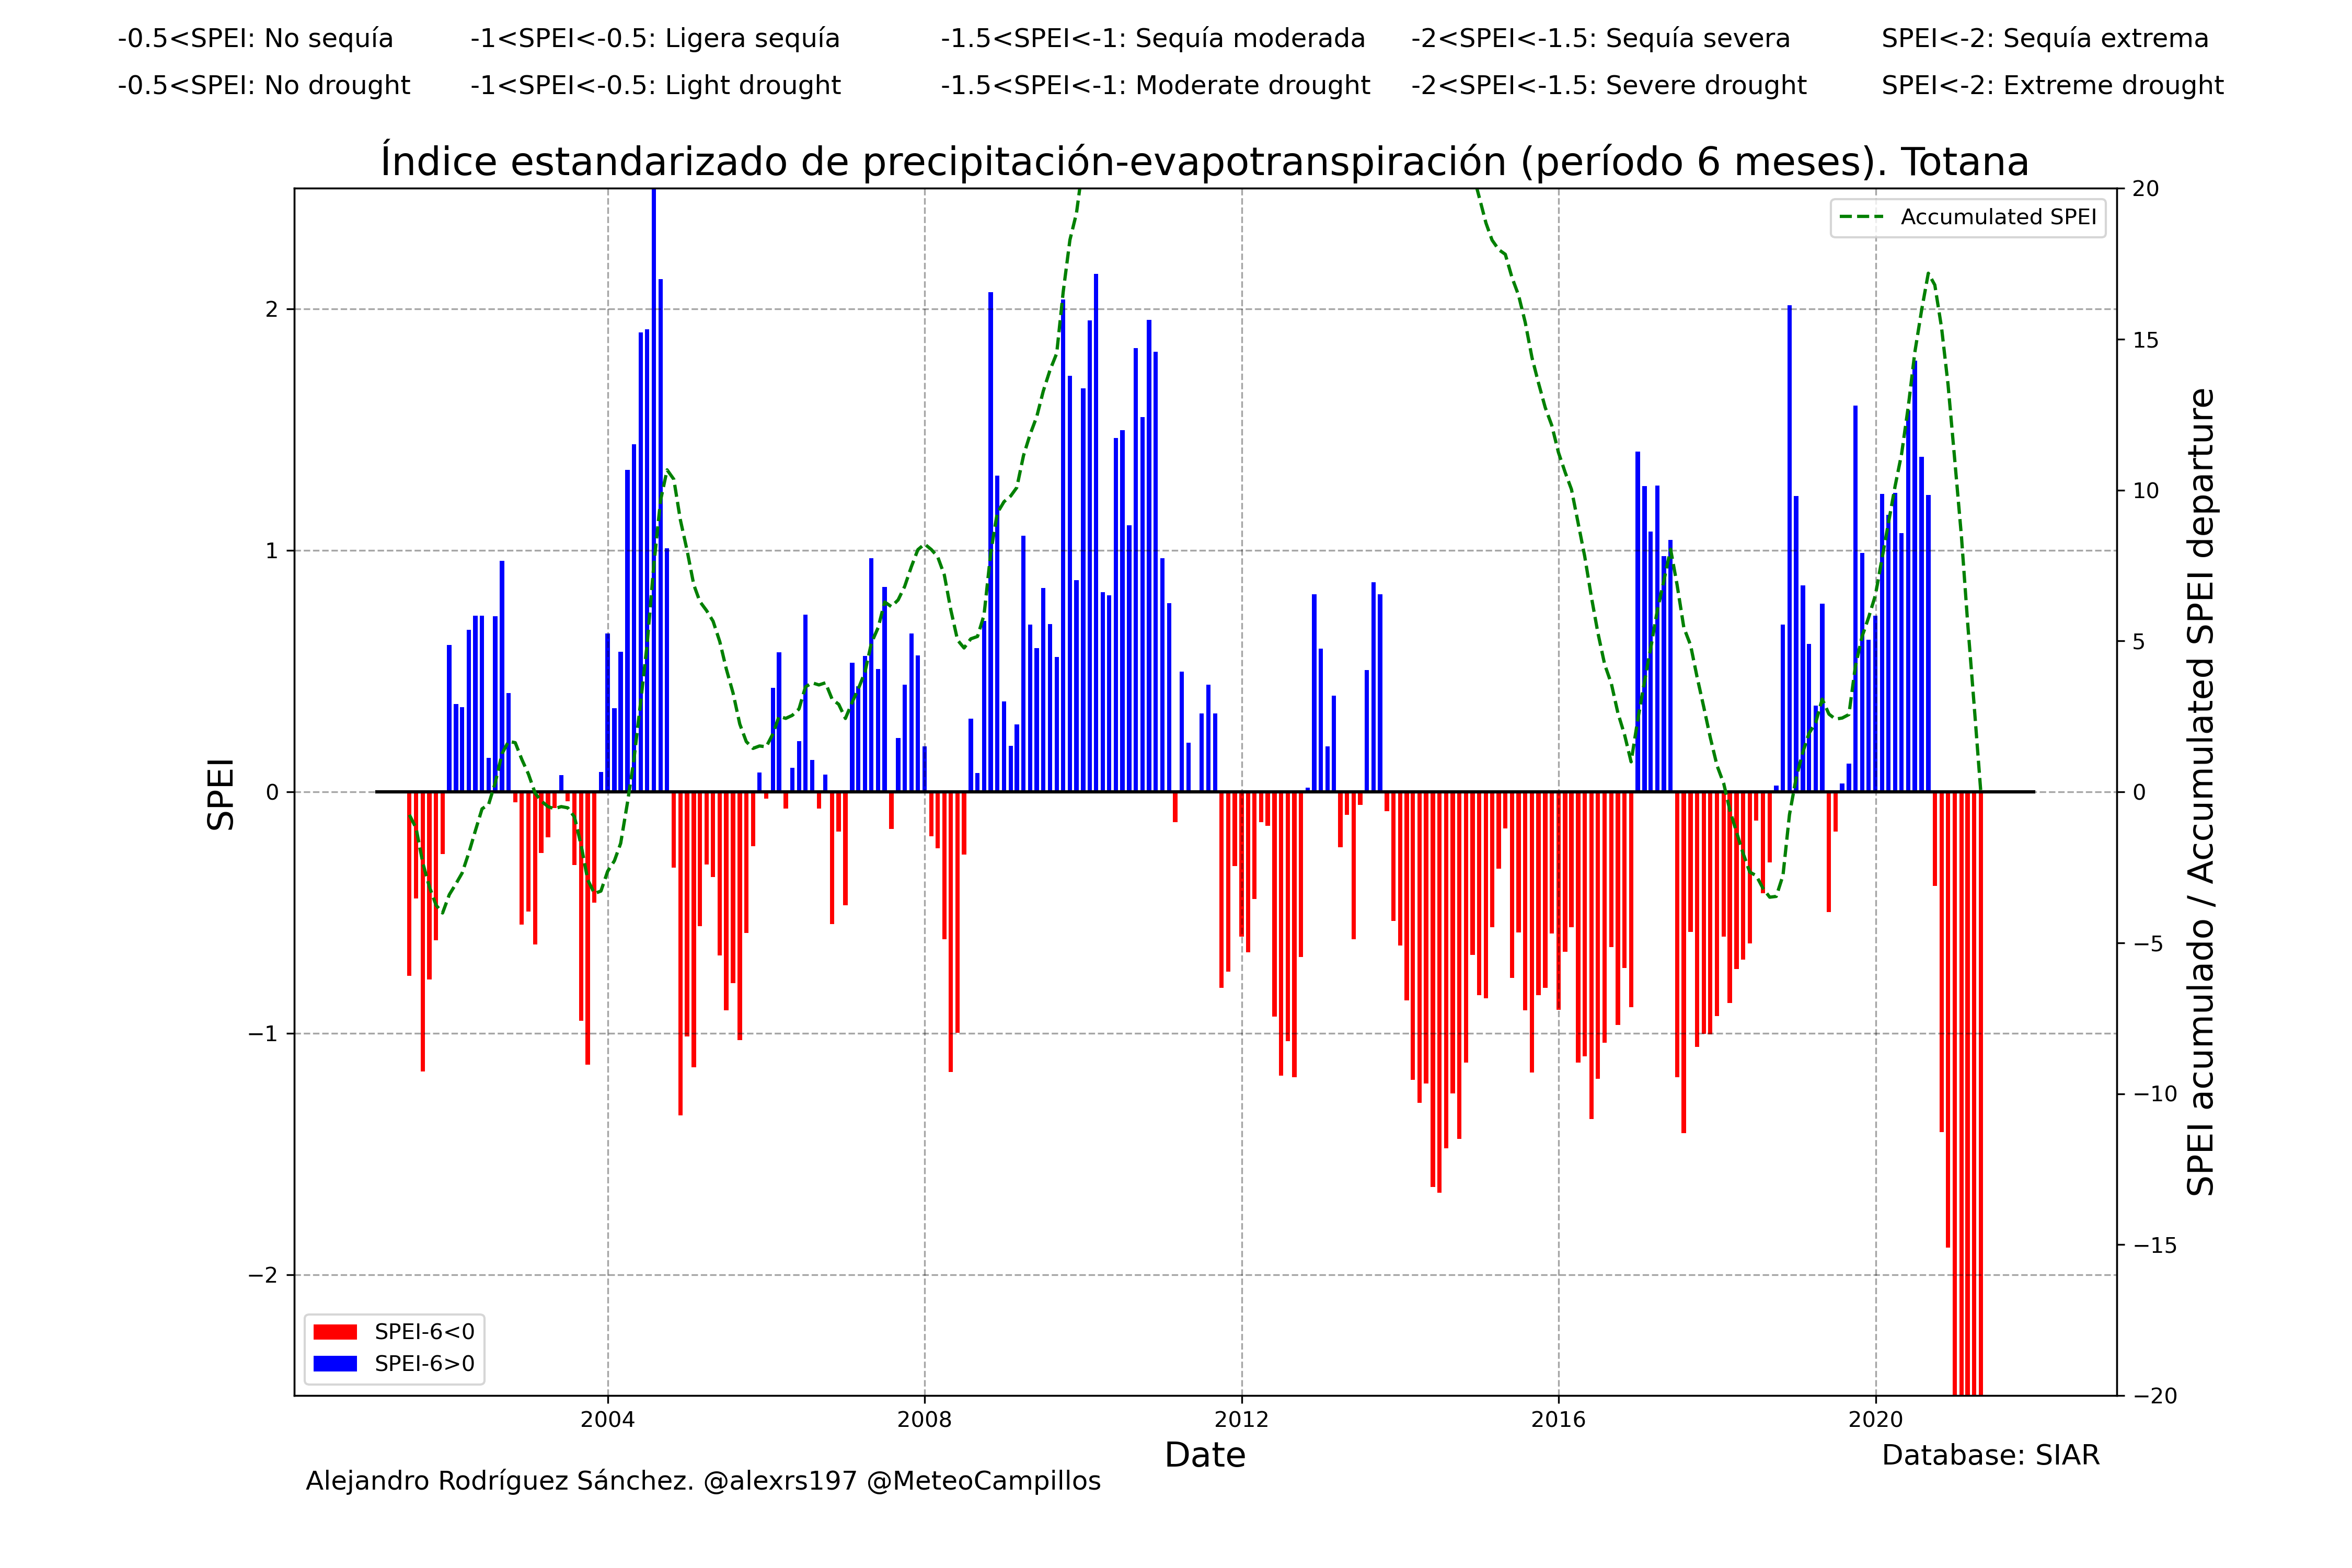 -0.5<SPEI: No sequía -1<SPEI<-0.5: Ligera sequía -1.5<SPEI<-1: Sequía moderada -2<SPEI<-1.5: Sequía severa SPEI<-2: Sequía extrema
-0.5<SPEI: No drought -1<SPEI<-0.5: Light drought -1.5<SPEI<-1: Moderate drought -2<SPEI<-1.5: Severe drought SPEI<-2: Extreme drought
Índice estandarizado de precipitación-evapotranspiración (período 6 meses). Totana
Accumulated SPEI
SPEI
2
1
0
−1
−2
20
15
10
5
0
−5
−10
−15
−20
SPEI acumulado / Accumulated SPEI departure
SPEI-6<0
SPEI-6>0
2004 2008 2012 2016 2020
Date
Database: SIAR
Alejandro Rodríguez Sánchez. @alexrs197 @MeteoCampillos